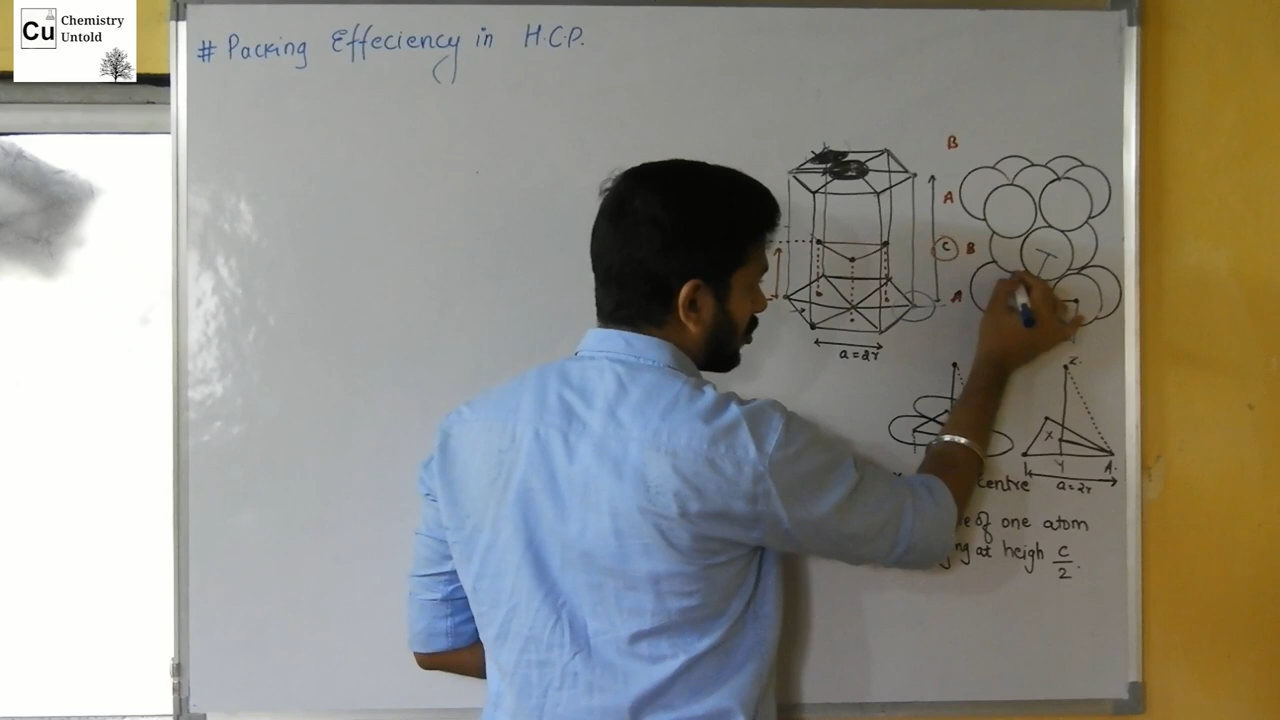 Cu
Chemistry
Untold
# Packing Effeciency in H.C.P.
B
A
C
B
A
A
a=2r
Z.
X
Y
A.
a=2r
centre
of one atom
at heigh c/2.